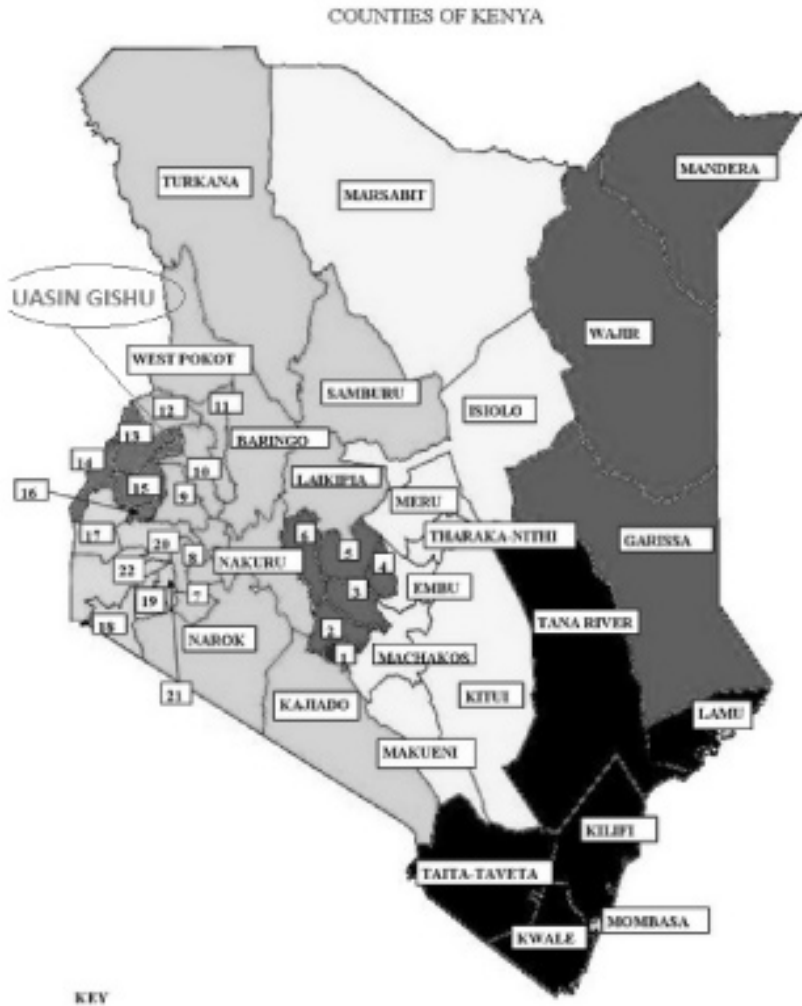 COUNTIES OF KENYA
MANDERA
TURKANA
MARSABIT
UASIN GISHU
WAJIR
WEST POKOT
SAMBURU
ISIOLO
12
11
13
BARINGO
14
10
LAIKIPIA
16
15
9
MERU
17
6
THARAKA-NITHI
20
5
GARISSA
22
8
NAKURU
4
EMBU
19
7
3
TANA RIVER
18
NAROK
2
1
MACHAKOS
21
KAJIADO
KITUI
LAMU
MAKUENI
KILIFI
TAITA-TAVETA
MOMBASA
KWALE
KEY